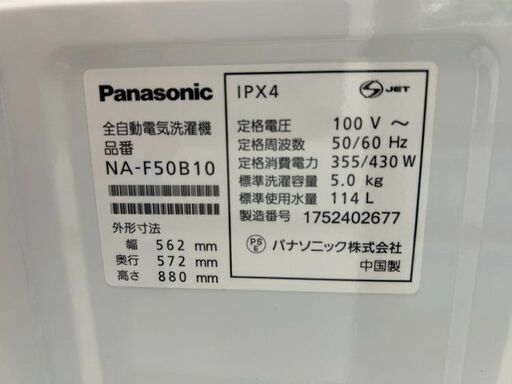 Panasonic
全自動電気洗濯機
品番
NA-F50B10
外形寸法
幅 562 mm
奥行 572 mm
高さ 880 mm
IPX4
S JET
定格電圧 100 V ～
定格周波数 50/60 Hz
定格消費電力 355/430 W
標準洗濯容量 5.0 kg
標準使用水量 114 L
製造番号 1752402677
PS E パナソニック株式会社
中国製